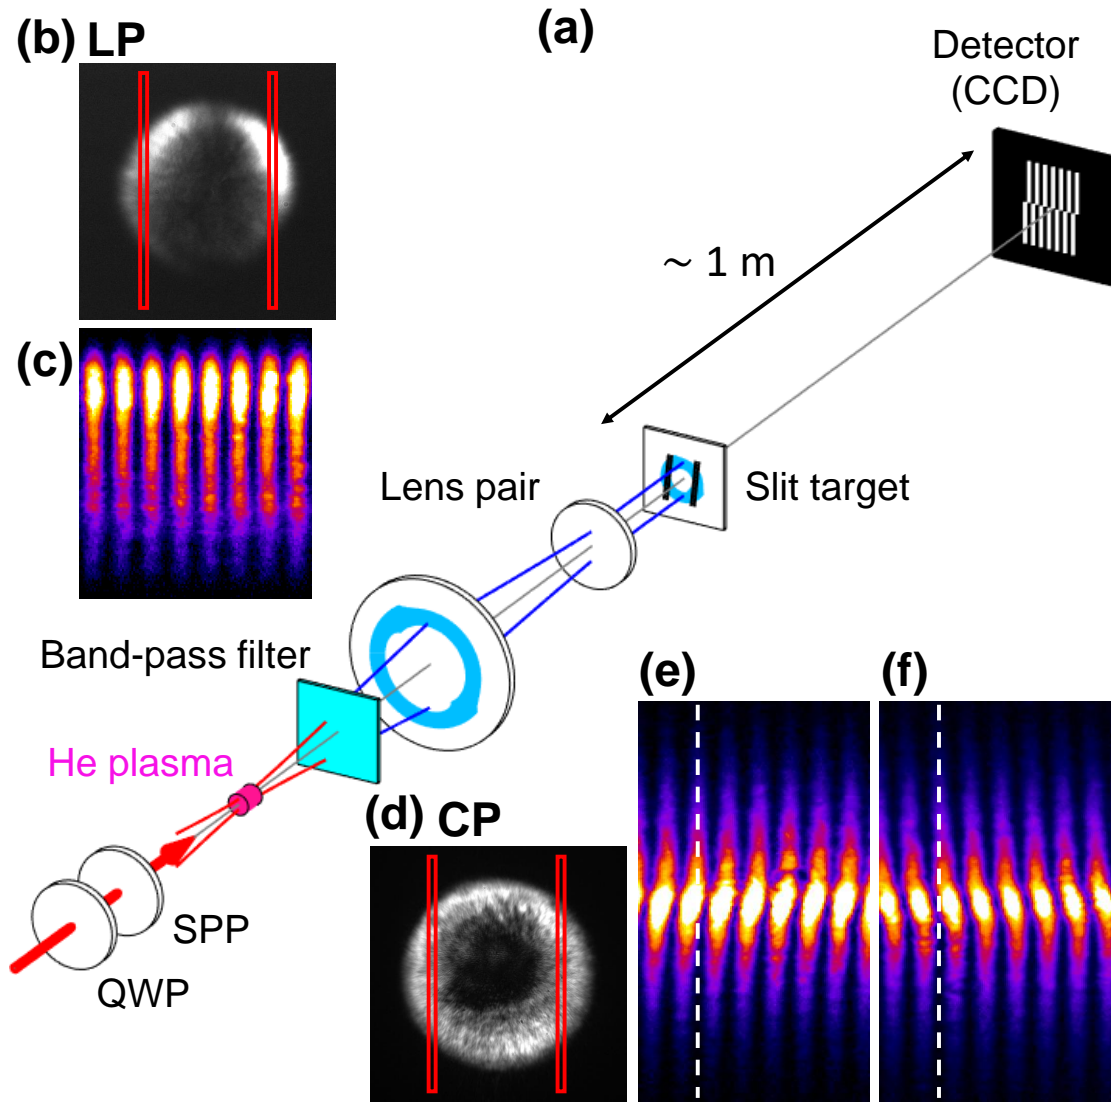 (b) LP
(a)
Detector
(CCD)
~ 1 m
(c)
Lens pair
Slit target
Band-pass filter
(e)
(f)
He plasma
(d) CP
SPP
QWP